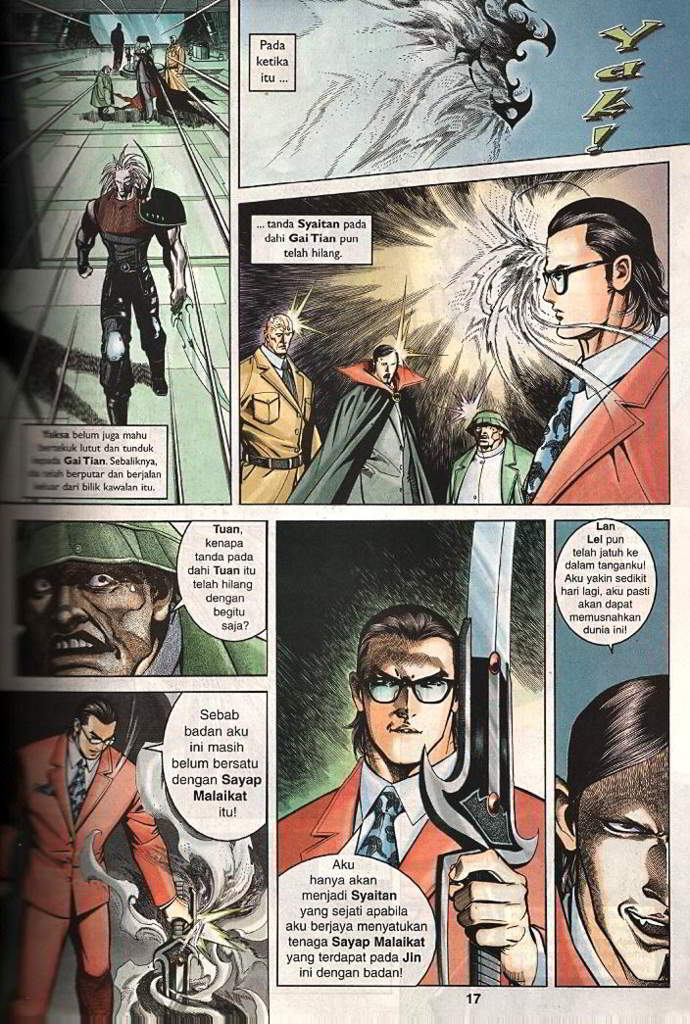 Yaksa belum juga mahu
bertekuk lutut dan tunduk
kepada Gai Tian. Sebaliknya,
dia telah berputar dan berjalan
keluar dari bilik kawalan itu.
Pada
ketika
itu ...
Yak!
... tanda Syaitan pada
dahi Gai Tian pun
telah hilang.
Tuan,
kenapa
tanda pada
dahi Tuan itu
telah hilang
dengan
begitu
saja?
Sebab
badan aku
ini masih
belum bersatu
dengan Sayap
Malaikat
itu!
Aku
hanya akan
menjadi Syaitan
yang sejati apabila
aku berjaya menyatukan
tenaga Sayap Malaikat
yang terdapat pada Jin
ini dengan badan!
Lan
Lei pun
telah jatuh ke
dalam tanganku!
Aku yakin sedikit
hari lagi, aku pasti
akan dapat
memusnahkan
dunia ini!
17